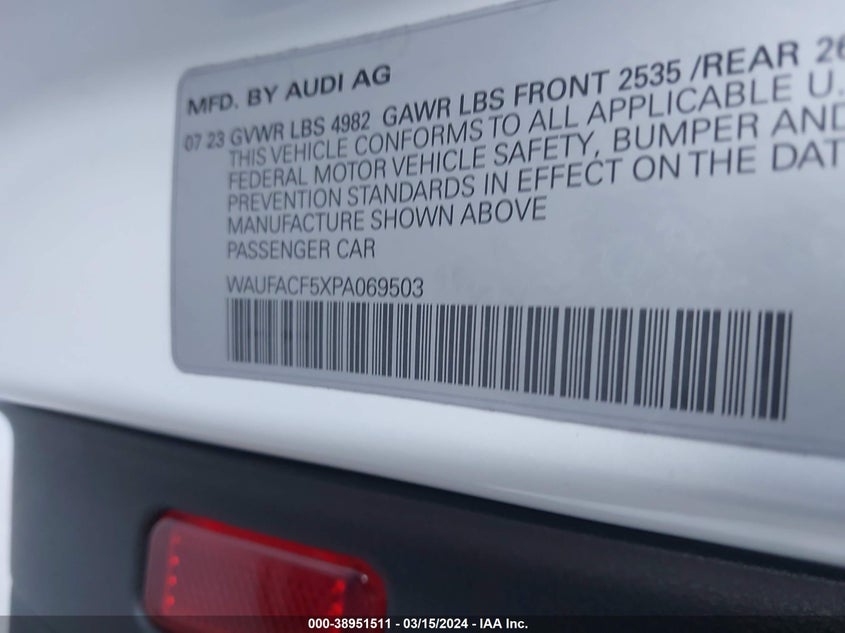 MFD. BY AUDI AG
07 23 GVWR LBS 4982 GAWR LBS FRONT 2535 /REAR 26
THIS VEHICLE CONFORMS TO ALL APPLICABLE U.
FEDERAL MOTOR VEHICLE SAFETY, BUMPER AND
PREVENTION STANDARDS IN EFFECT ON THE DAT
MANUFACTURE SHOWN ABOVE
PASSENGER CAR
WAUFACF5XPA069503
000-38951511 — 03/15/2024 — IAA Inc.